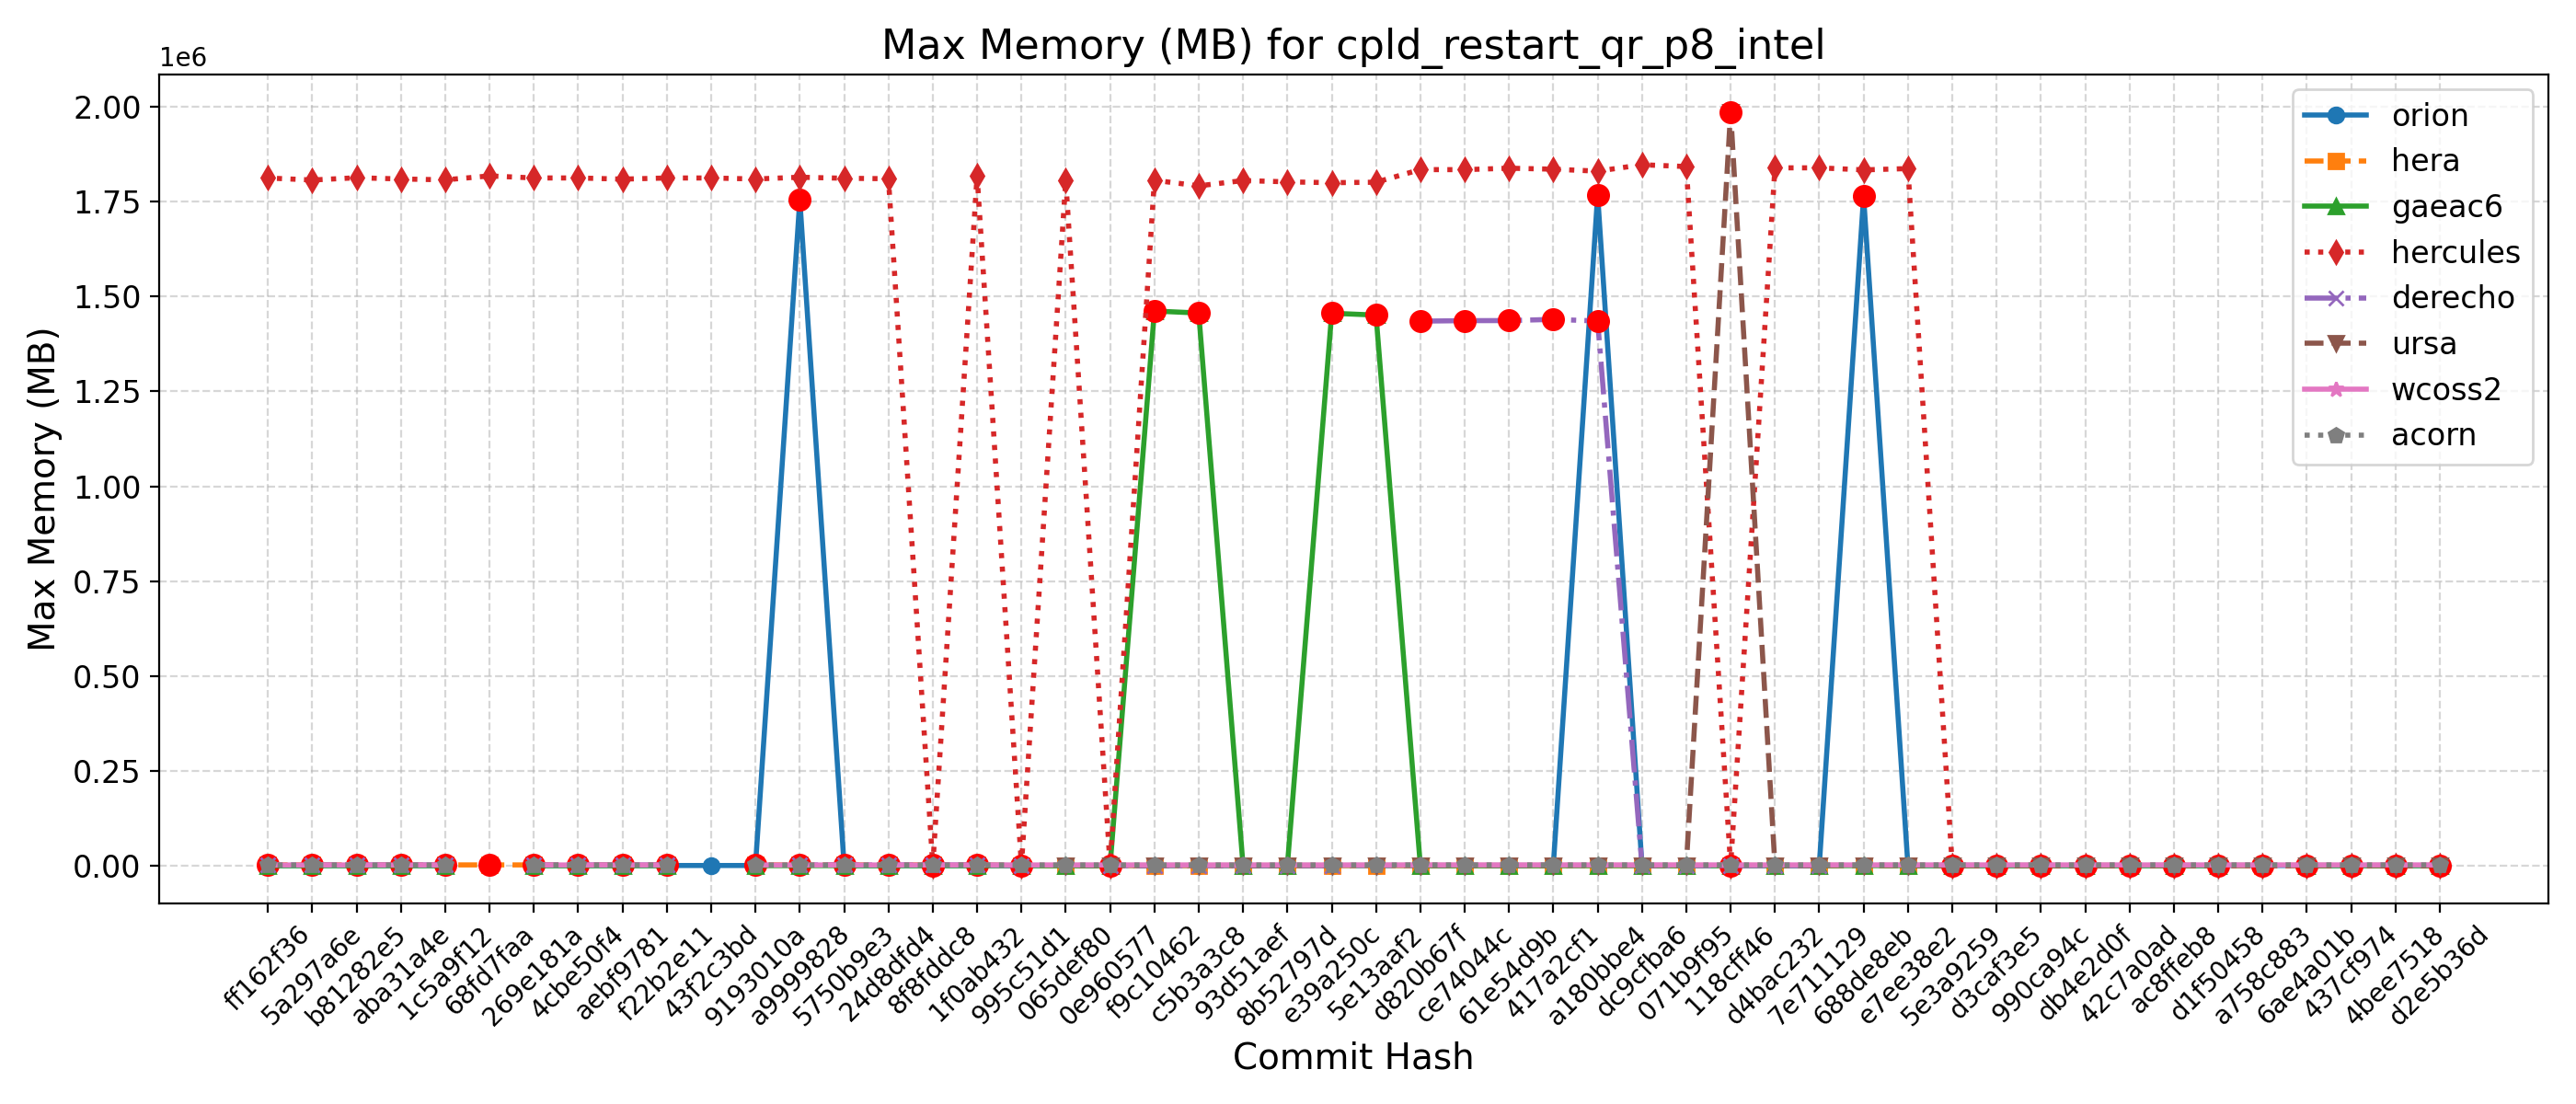 Max Memory (MB) for cpld_restart_qr_p8_intel
1e6
2.00
1.75
1.50
1.25
1.00
0.75
0.50
0.25
0.00
Max Memory (MB)
orion
hera
gaeac6
hercules
derecho
ursa
wcoss2
acorn
ff162f36
5a297a6e
b81282e5
aba31a4e
1c5a9f12
68fd7faa
269e181a
4cbe50f4
aebf9781
f22b2e11
43f2c3bd
9193010a
a9999828
5750b9e3
24d8dfd4
8f8fddc8
1f0ab432
995c51d1
065def80
0e960577
f9c10462
c5b3a3c8
93d51aef
8b52797d
e39a250c
5e13aaf2
d820b67f
ce74044c
61e54d9b
417a2cf1
a180bbe4
dc9cfba6
071b9f95
118cff46
d4bac232
7e711129
688de8eb
e7ee38e2
5e3a9259
d3caf3e5
990ca94c
db4e2d0f
42c7a0ad
ac8ffeb8
d1f50458
a758c883
6ae4a01b
437cf974
4bee7518
d2e5b36d
Commit Hash